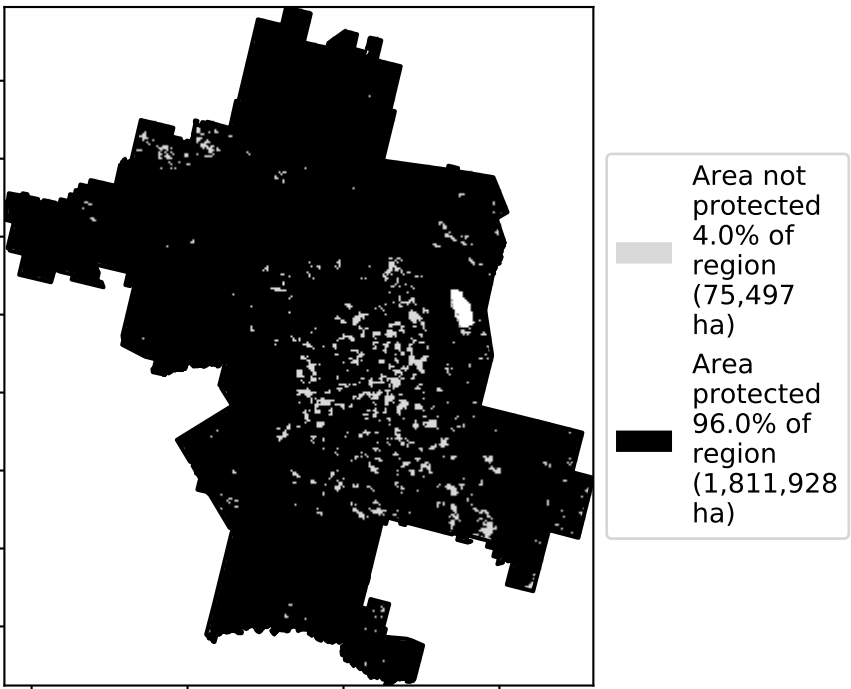 Area not
protected
4.0% of
region
(75,497
ha)
Area
protected
96.0% of
region
(1,811,928
ha)